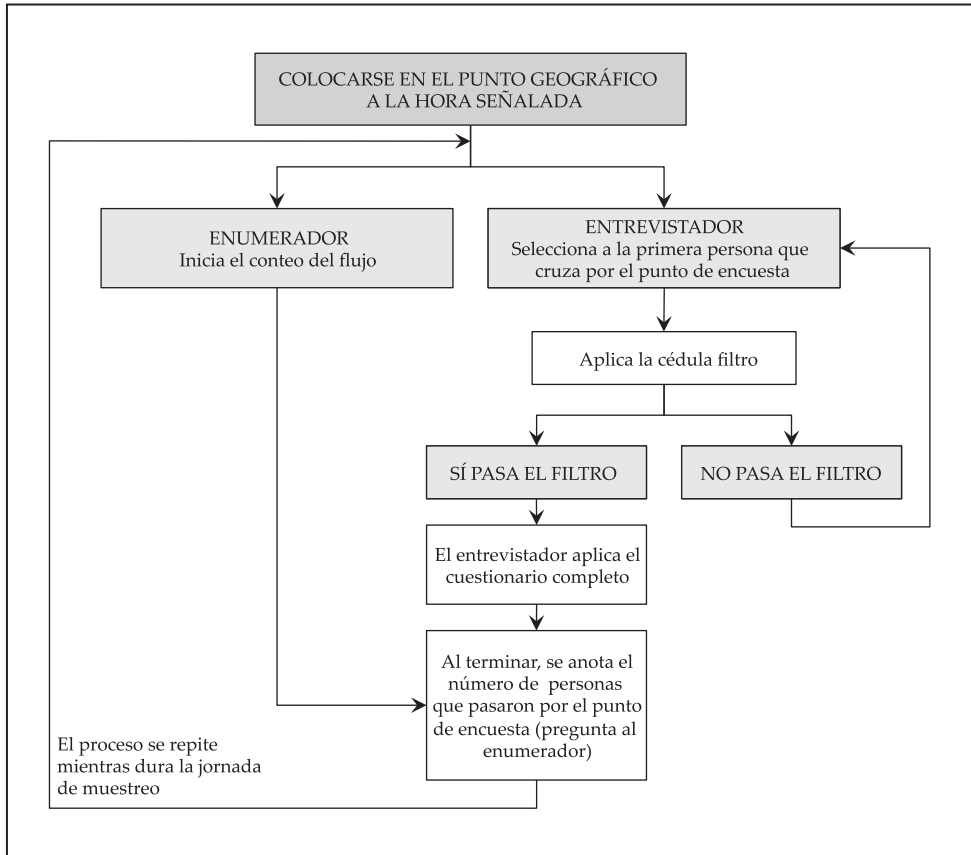 COLOCARSE EN EL PUNTO GEOGRÁFICO
A LA HORA SEÑALADA
ENUMERADOR
Inicia el conteo del flujo
ENTREVISTADOR
Selecciona a la primera persona que
cruza por el punto de encuesta
Aplica la cédula filtro
SÍ PASA EL FILTRO
NO PASA EL FILTRO
El entrevistador aplica el
cuestionario completo
Al terminar, se anota el
número de personas
que pasaron por el punto
de encuesta (pregunta al
enumerador)
El proceso se repite
mientras dura la jornada
de muestreo